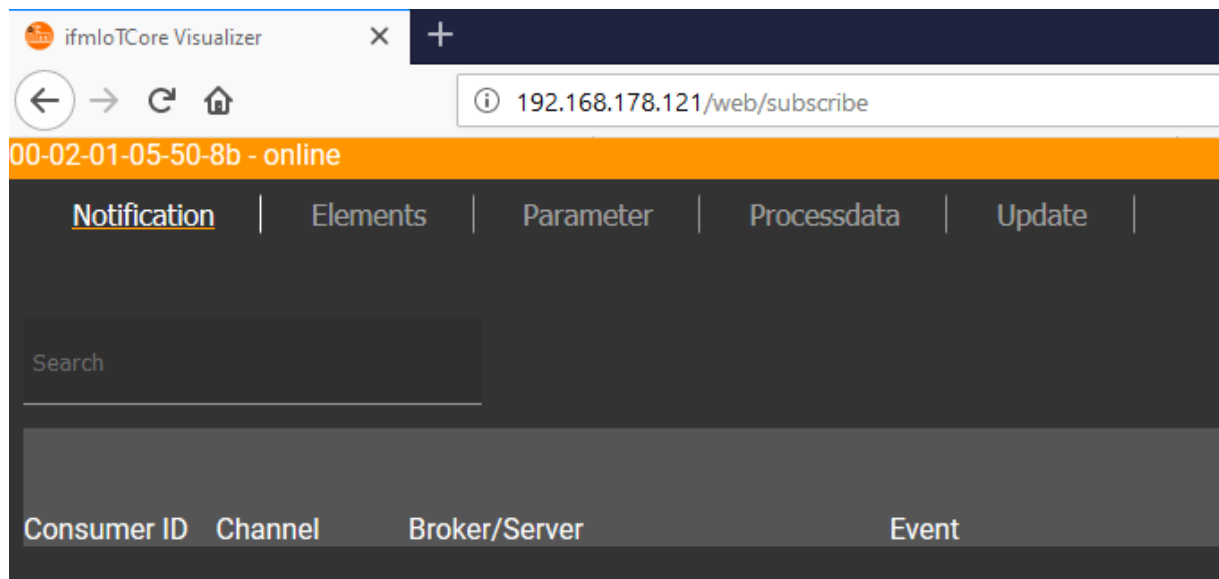 ifmIoTCore Visualizer
192.168.178.121/web/subscribe
00-02-01-05-50-8b - online
Notification Elements Parameter Processdata Update
Search
Consumer ID Channel Broker/Server Event